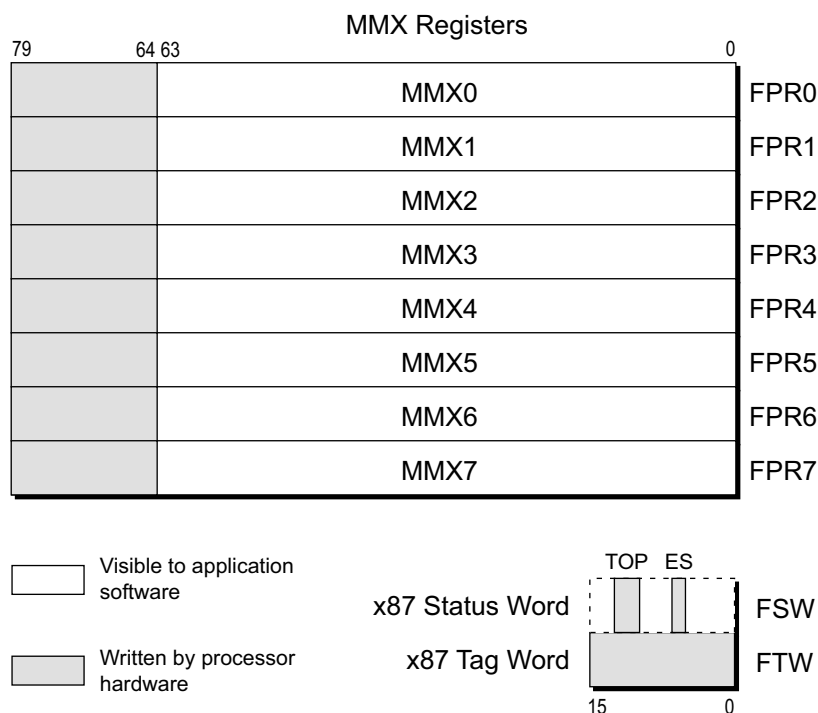 MMX Registers
79 64 63 0
MMX0 FPR0
MMX1 FPR1
MMX2 FPR2
MMX3 FPR3
MMX4 FPR4
MMX5 FPR5
MMX6 FPR6
MMX7 FPR7
Visible to application
software
Written by processor
hardware
TOP ES
x87 Status Word FSW
x87 Tag Word FTW
15 0